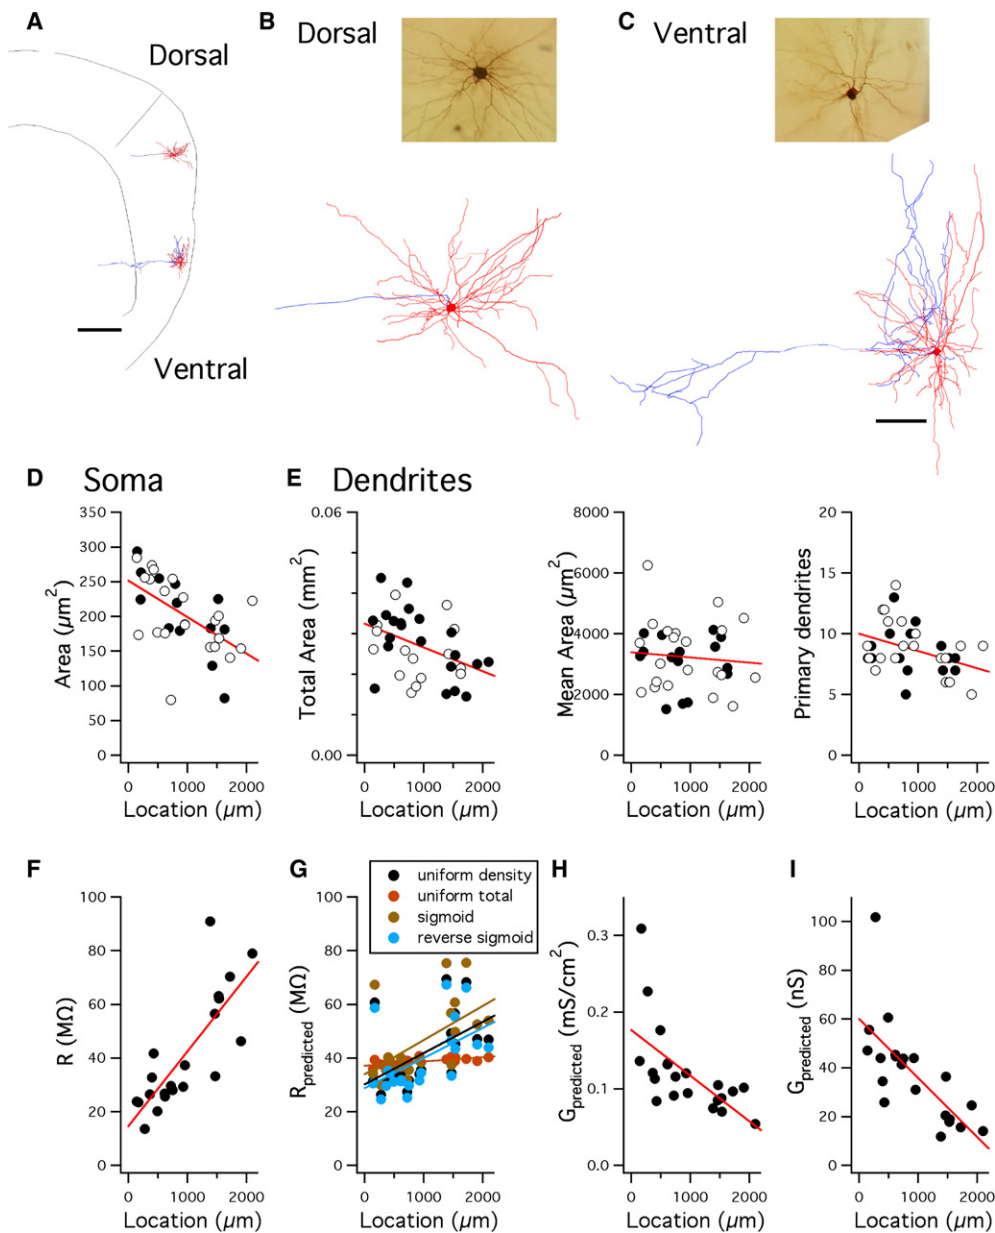 A
Dorsal
Ventral
B
Dorsal
C
Ventral
D
Soma
Area (µm²)
350
300
250
200
150
100
50
0
0
1000
2000
Location (µm)
E
Dendrites
Total Area (mm²)
0.06
0.00
0
1000
2000
Location (µm)
Mean Area (µm²)
8000
6000
4000
2000
0
0
1000
2000
Location (µm)
Primary dendrites
20
15
10
5
0
0
1000
2000
Location (µm)
F
R (MΩ)
100
80
60
40
20
0
0
1000
2000
Location (µm)
G
uniform density
uniform total
sigmoid
reverse sigmoid
Rpredicted (MΩ)
100
80
60
40
20
0
0
1000
2000
Location (µm)
H
Gpredicted (mS/cm²)
0.3
0.2
0.1
0.0
0
1000
2000
Location (µm)
I
Gpredicted (nS)
100
80
60
40
20
0
0
1000
2000
Location (µm)